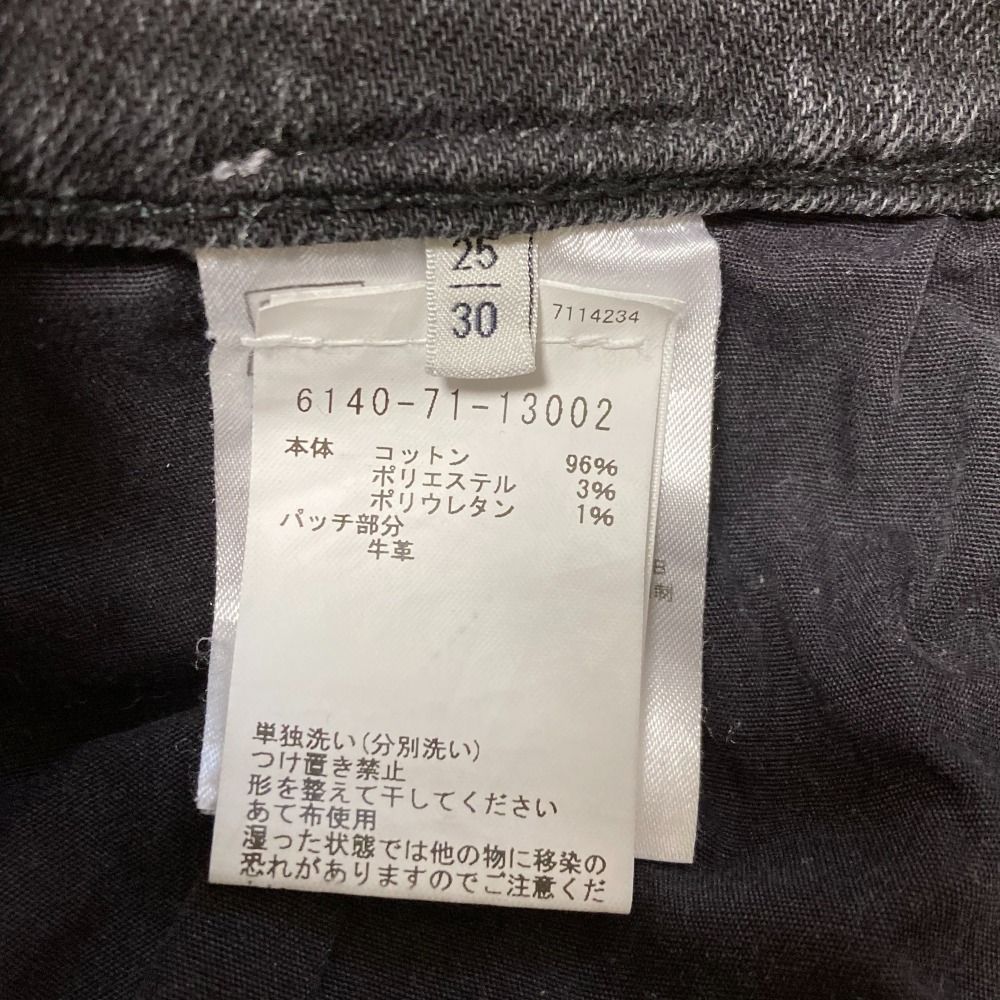 25
30
7114234
6140-71-13002
本体 コットン 96%
ポリエステル 3%
ポリウレタン 1%
パッチ部分
牛革
単独洗い(分別洗い)
つけ置き禁止
形を整えて干してください
あて布使用
湿った状態では他の物に移染の
恐れがありますのでご注意くだ
制